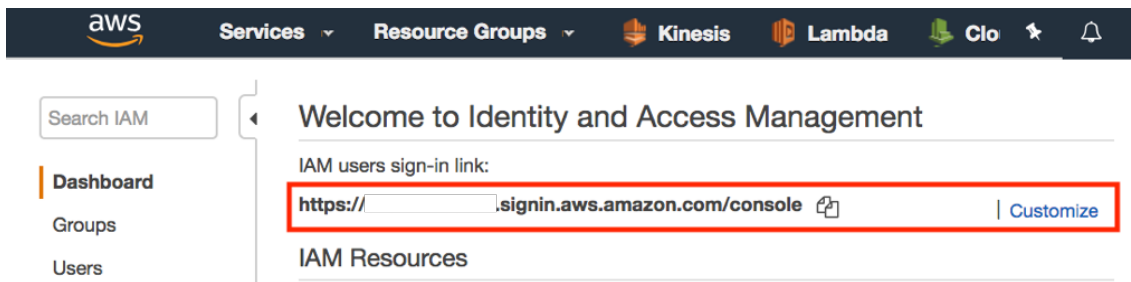 aws Services Resource Groups Kinesis Lambda Clo
Search IAM
Dashboard
Groups
Users
Welcome to Identity and Access Management
IAM users sign-in link:
https:// .signin.aws.amazon.com/console | Customize
IAM Resources